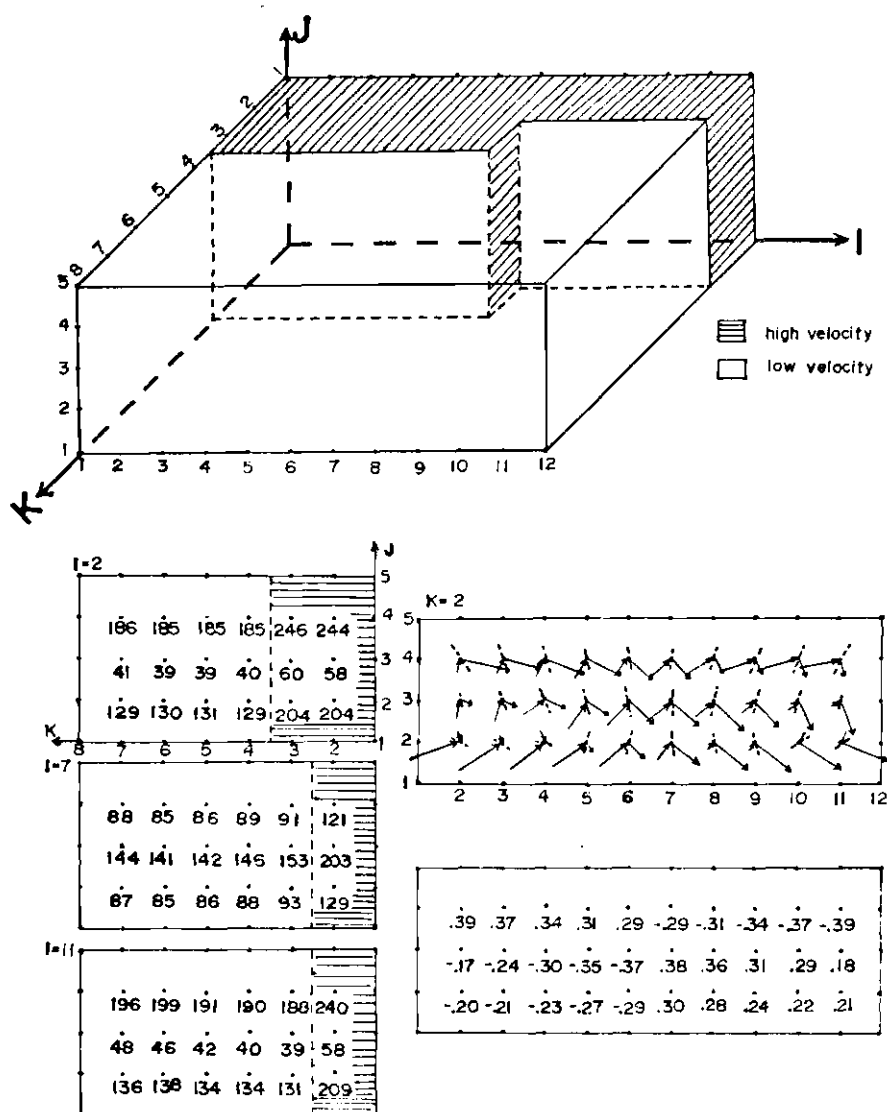 J
1
2
3
4
5
6
7
8
I
5
4
3
2
1
high velocity
low velocity
1 2 3 4 5 6 7 8 9 10 11 12
K
I=2
J
5
186 185 185 185 246 244
4
41 39 39 40 60 58
3
129 130 131 129 204 204
2
K
8 7 6 5 4 3 2 1
K=2
5
4
3
2
1
2 3 4 5 6 7 8 9 10 11 12
I=7
88 85 86 89 91 121
144 141 142 146 153 203
87 85 86 88 93 129
I=11
196 199 191 190 188 240
48 46 42 40 39 58
136 138 134 134 131 209
.39 .37 .34 .31 .29 -.29 -.31 -.34 -.37 -.39
-.17 -.24 -.30 -.35 -.37 .38 .36 .31 .29 .18
-.20 -.21 -.23 -.27 -.29 .30 .28 .24 .22 .21